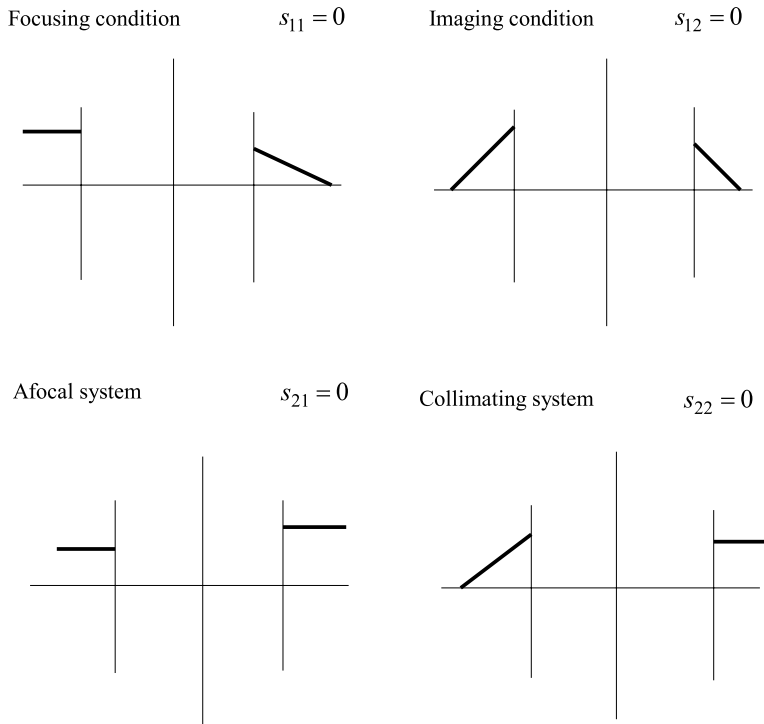 Focusing condition s₁₁ = 0
Imaging condition s₁₂ = 0
Afocal system s₂₁ = 0
Collimating system s₂₂ = 0